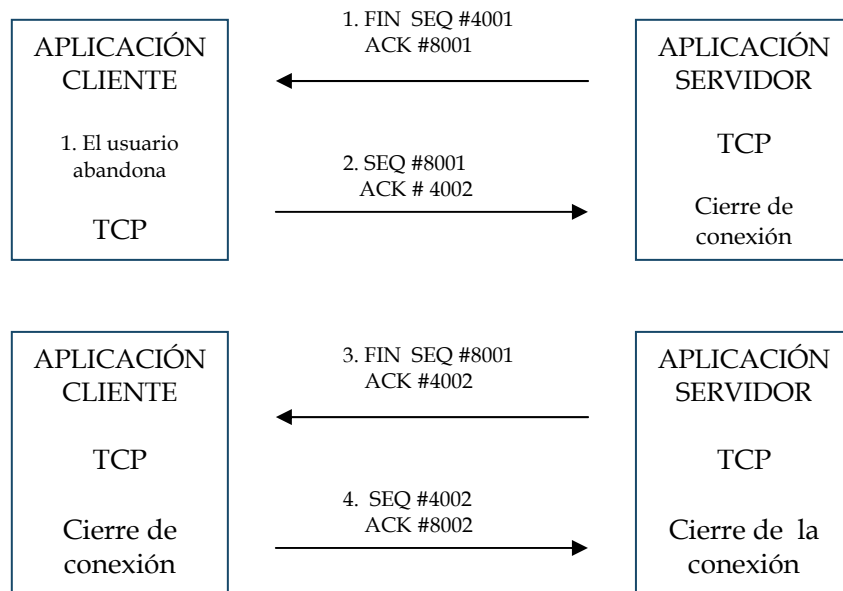 1. FIN SEQ #4001
ACK #8001
APLICACIÓN
CLIENTE
1. El usuario
abandona
TCP
2. SEQ #8001
ACK # 4002
APLICACIÓN
SERVIDOR
TCP
Cierre de
conexión
APLICACIÓN
CLIENTE
TCP
Cierre de
conexión
3. FIN SEQ #8001
ACK #4002
4. SEQ #4002
ACK #8002
APLICACIÓN
SERVIDOR
TCP
Cierre de la
conexión